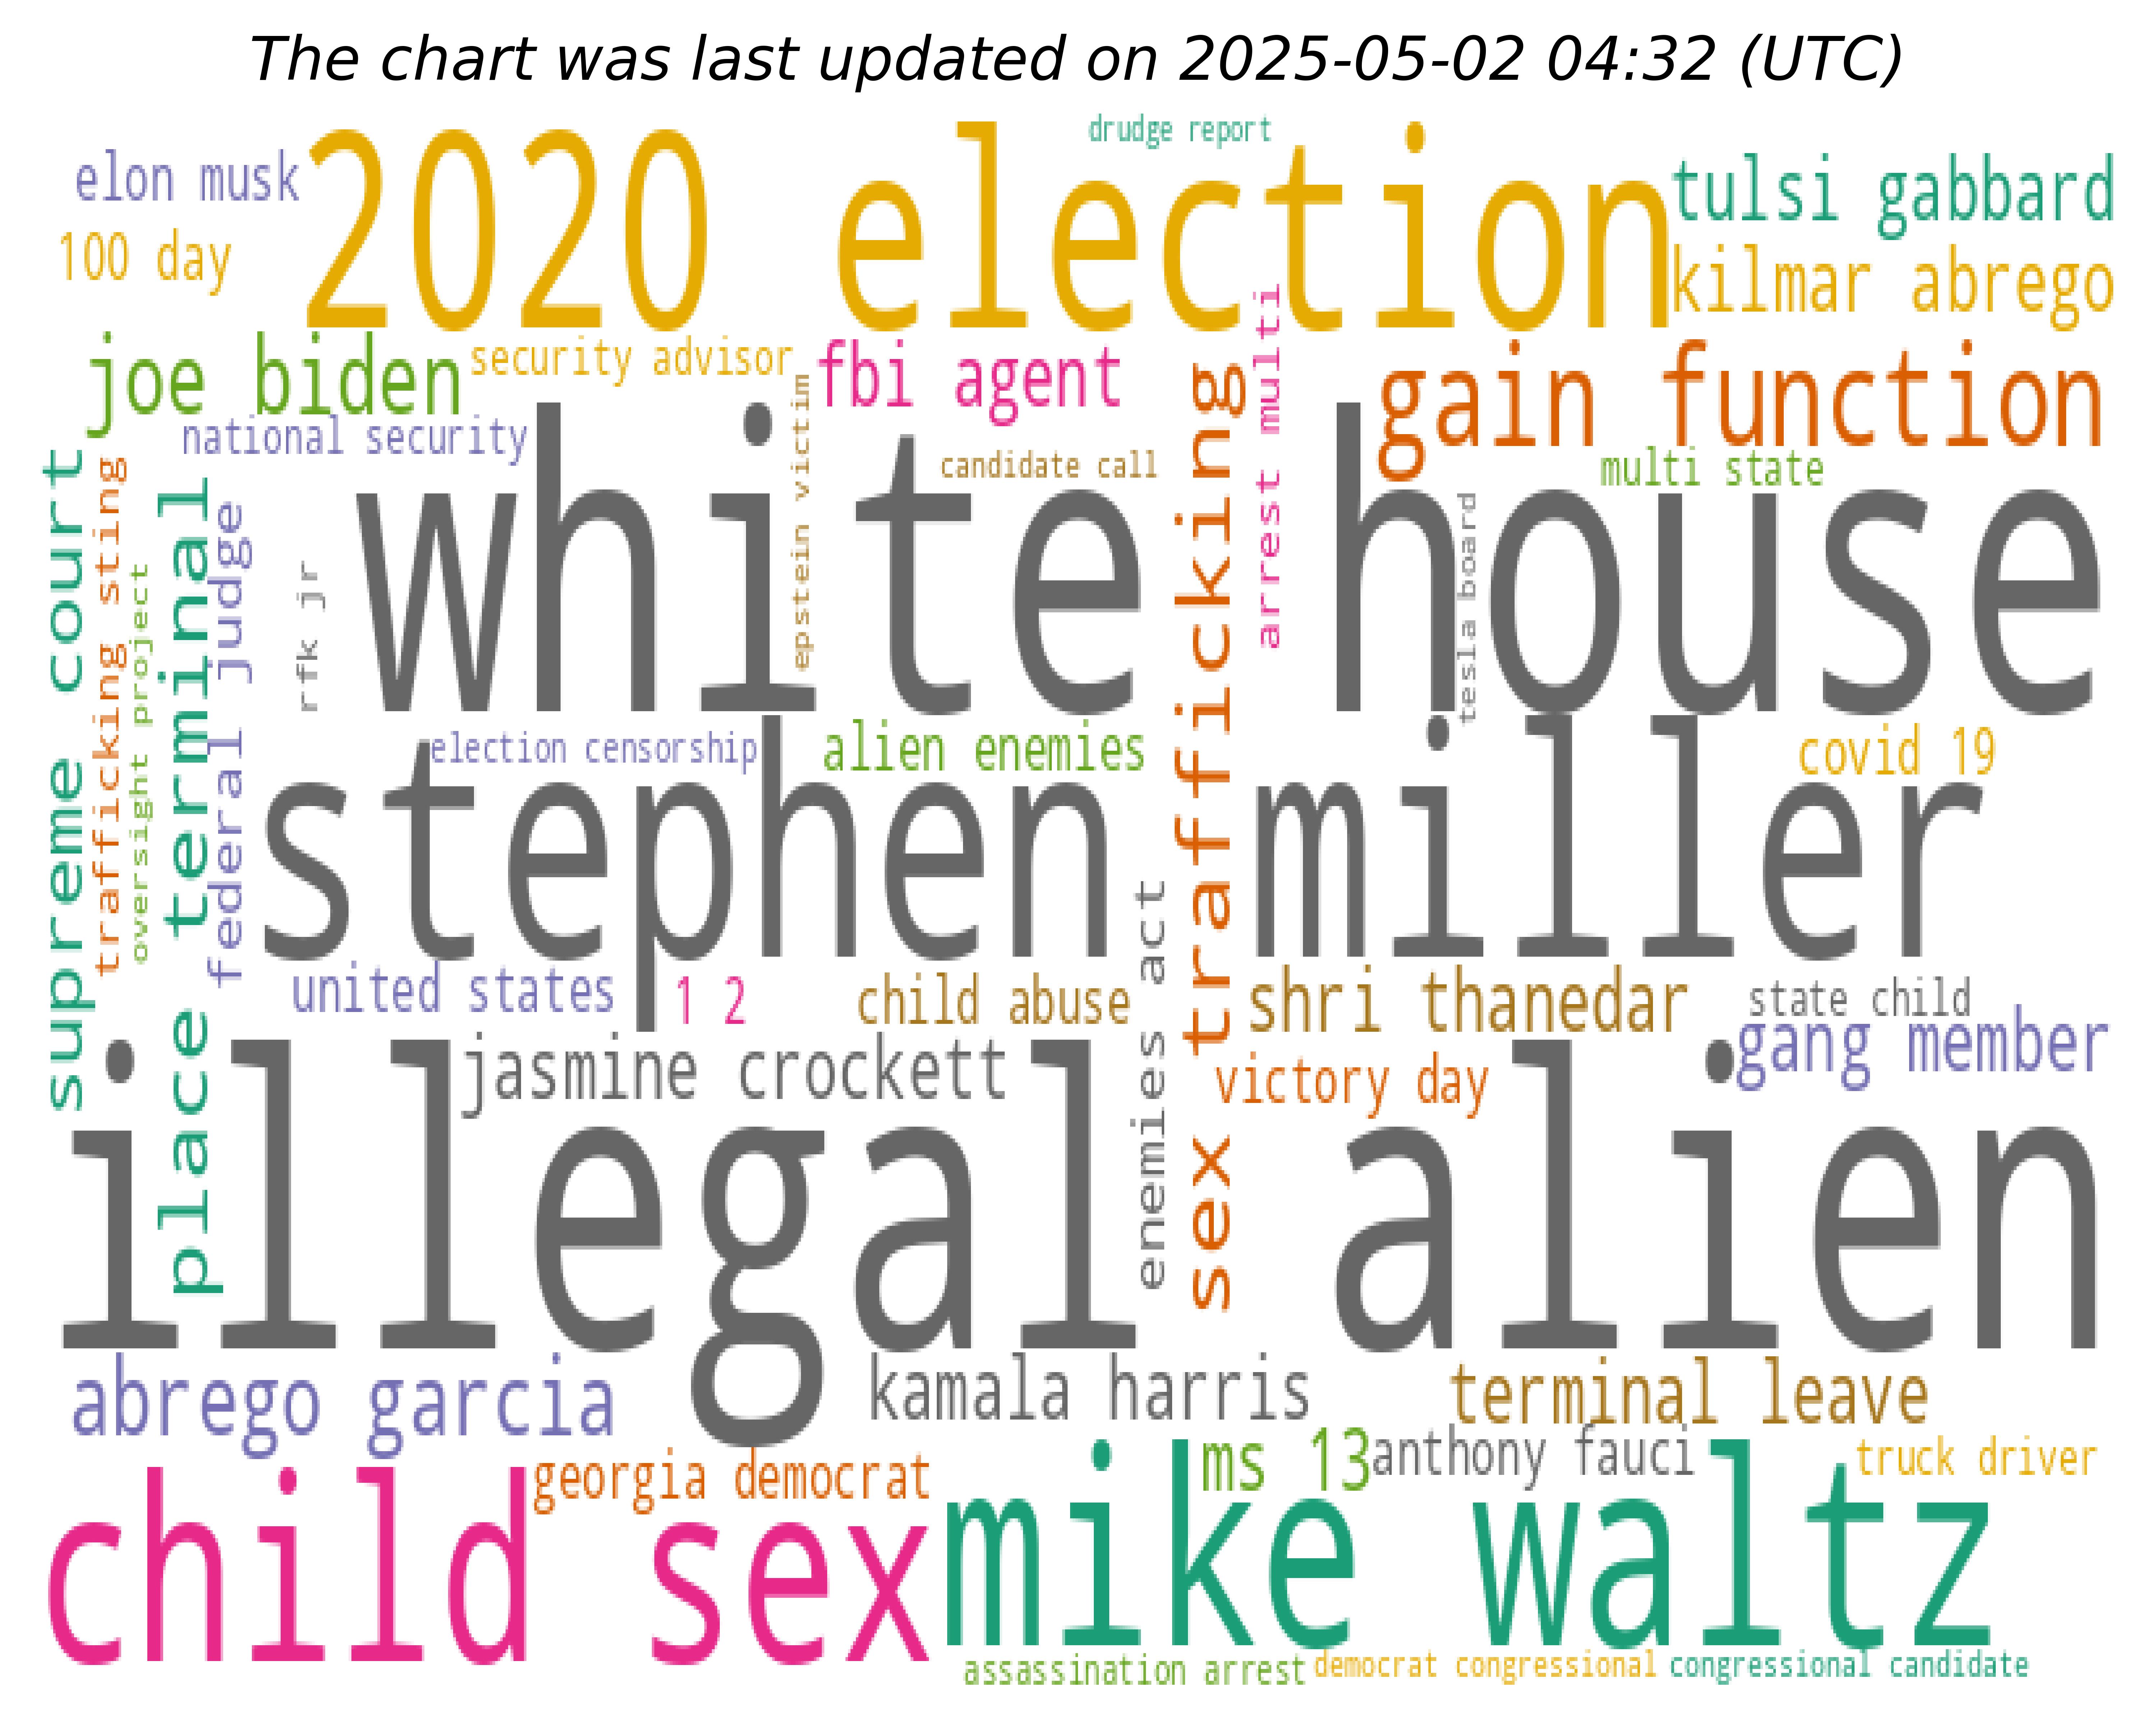 The chart was last updated on 2025-05-02 04:32 (UTC)
drudge report
elon musk
2020 election
tulsi gabbard
100 day
kilmar abrego
joe biden
security advisor
fbi agent
arrest multi
gain function
national security
epstein victim
candidate call
multi state
supreme court
trafficking sting
oversight project
place terminal
federal judge
rfk jr
white house
sex trafficking
tesla board
election censorship
alien enemies
covid 19
stephen miller
enemies act
united states
1 2
child abuse
shri thanedar
state child
gang member
jasmine crockett
victory day
illegal alien
abrego garcia
kamala harris
terminal leave
georgia democrat
ms 13
anthony fauci
truck driver
child sex
mike waltz
assassination arrest
democrat congressional
congressional candidate